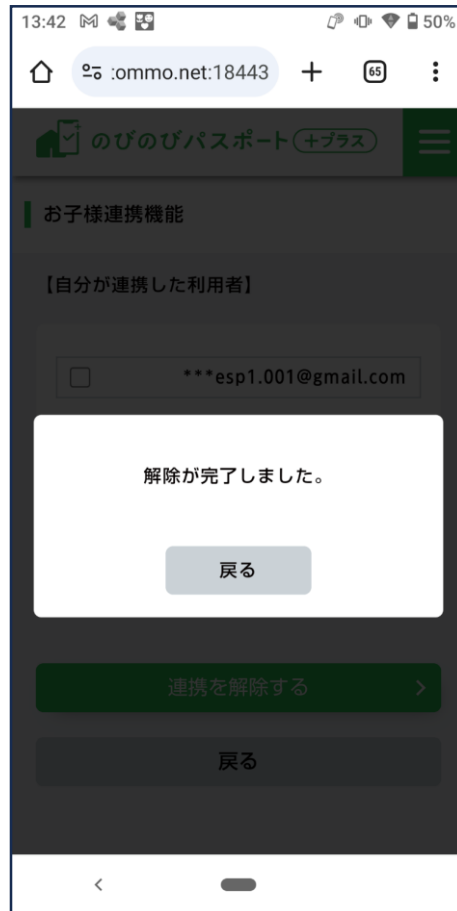 13:42 50%
:ommo.net:18443 65
のびのびパスポート +プラス
お子様連携機能
【自分が連携した利用者】
***esp1.001@gmail.com
解除が完了しました。
戻る
連携を解除する
戻る